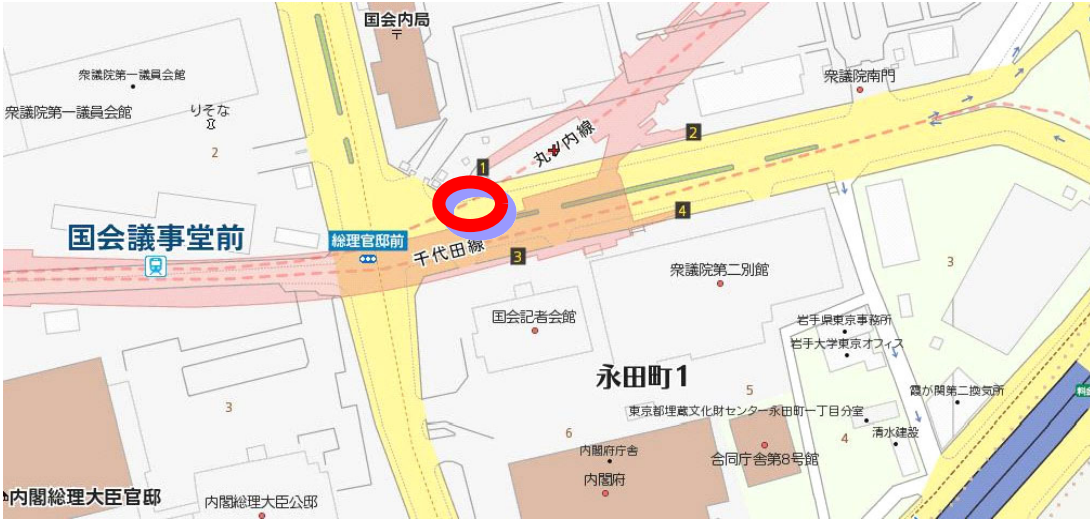 国会内局
〒
衆議院第一議員会館
衆議院第一議員会館
りそな
2
衆議院南門
丸ノ内線
1
2
国会議事堂前
総理官邸前
千代田線
3
4
衆議院第二別館
3
国会記者会館
岩手県東京事務所
岩手大学東京オフィス
永田町1
霞が関第二換気所
5
東京都埋蔵文化財センター永田町一丁目分室
3
6
4
清水建設
内閣府庁舎
内閣府
合同庁舎第8号館
内閣総理大臣官邸
内閣総理大臣公邸